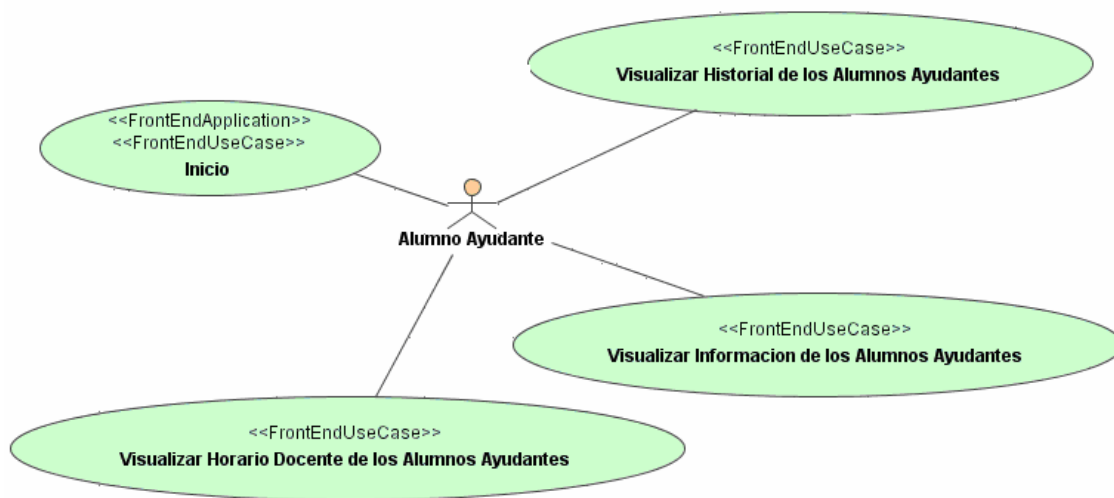 <<FrontEndUseCase>>
Visualizar Historial de los Alumnos Ayudantes
<<FrontEndApplication>>
<<FrontEndUseCase>>
Inicio
Alumno Ayudante
<<FrontEndUseCase>>
Visualizar Informacion de los Alumnos Ayudantes
<<FrontEndUseCase>>
Visualizar Horario Docente de los Alumnos Ayudantes